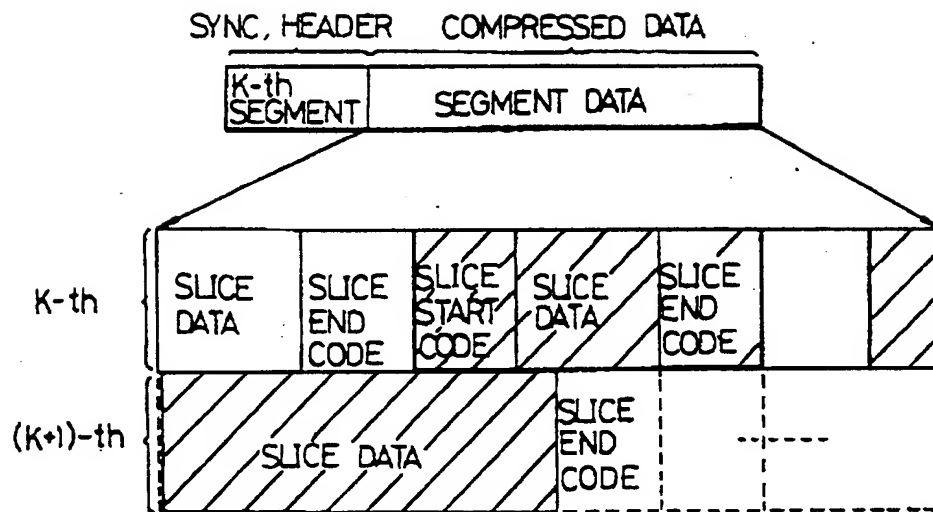 SYNC, HEADER COMPRESSED DATA
K-th
SEGMENT
SEGMENT DATA
K-th
SLICE
DATA
SLICE
END
CODE
SLICE
START
CODE
SLICE
DATA
SLICE
END
CODE
(K+1)-th
SLICE DATA
SLICE
END
CODE